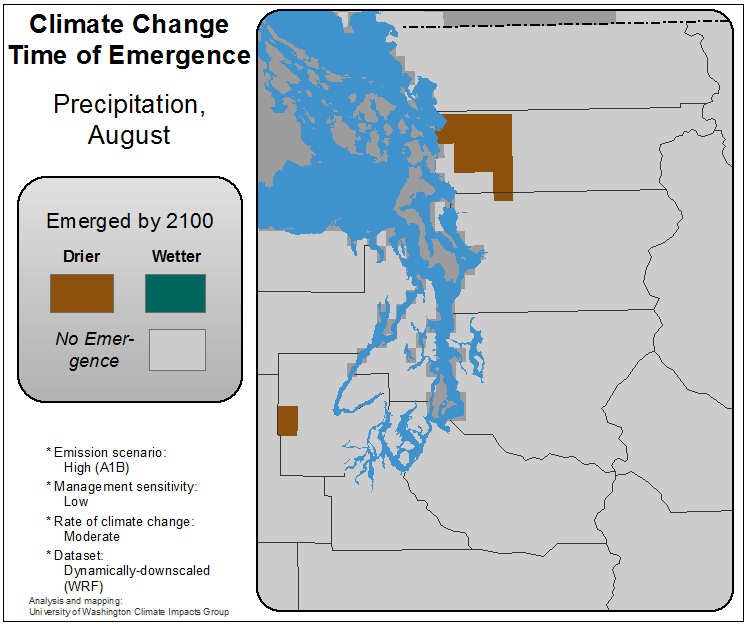 Climate Change
Time of Emergence
Precipitation,
August
Emerged by 2100
Drier Wetter
No Emer-
gence
* Emission scenario:
High (A1B)
* Management sensitivity:
Low
* Rate of climate change:
Moderate
* Dataset:
Dynamically-downscaled
(WRF)
Analysis and mapping:
University of Washington Climate Impacts Group